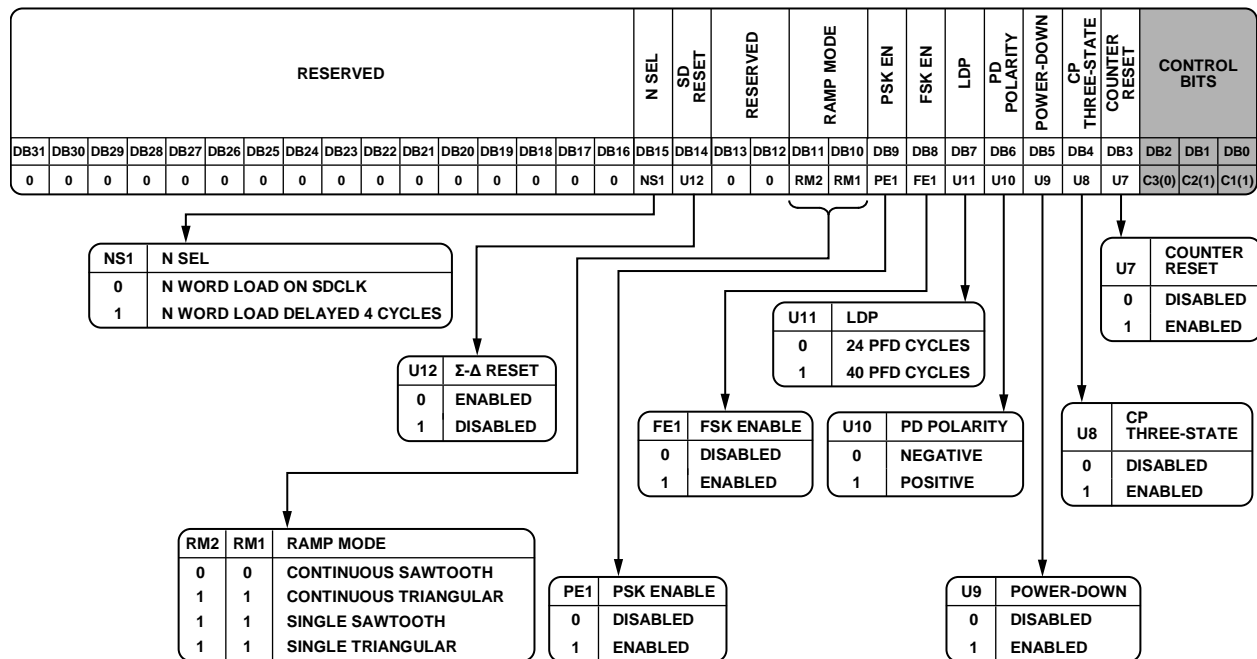 RESERVED
N SEL
SD RESET
RESERVED
RAMP MODE
PSK EN
FSK EN
LDP
PD POLARITY
POWER-DOWN
CP THREE-STATE
COUNTER RESET
CONTROL BITS
DB31 DB30 DB29 DB28 DB27 DB26 DB25 DB24 DB23 DB22 DB21 DB20 DB19 DB18 DB17 DB16 DB15 DB14 DB13 DB12 DB11 DB10 DB9 DB8 DB7 DB6 DB5 DB4 DB3 DB2 DB1 DB0
0 0 0 0 0 0 0 0 0 0 0 0 0 0 0 0 NS1 U12 0 0 RM2 RM1 PE1 FE1 U11 U10 U9 U8 U7 C3(0) C2(1) C1(1)
NS1 N SEL
0 N WORD LOAD ON SDCLK
1 N WORD LOAD DELAYED 4 CYCLES
U7 COUNTER RESET
0 DISABLED
1 ENABLED
U11 LDP
0 24 PFD CYCLES
1 40 PFD CYCLES
U12 Σ-Δ RESET
0 ENABLED
1 DISABLED
FE1 FSK ENABLE
0 DISABLED
1 ENABLED
U10 PD POLARITY
0 NEGATIVE
1 POSITIVE
U8 CP THREE-STATE
0 DISABLED
1 ENABLED
RM2 RM1 RAMP MODE
0 0 CONTINUOUS SAWTOOTH
1 1 CONTINUOUS TRIANGULAR
1 1 SINGLE SAWTOOTH
1 1 SINGLE TRIANGULAR
PE1 PSK ENABLE
0 DISABLED
1 ENABLED
U9 POWER-DOWN
0 DISABLED
1 ENABLED